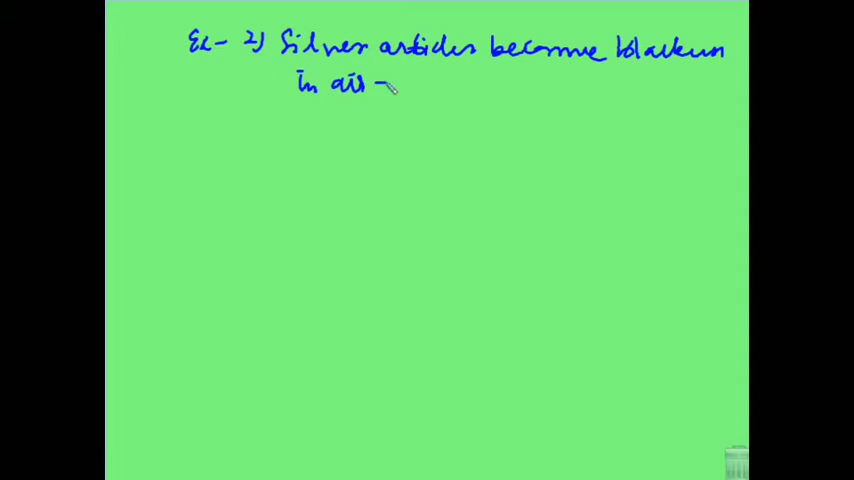 Ex- 2) Silver articles become blacken
in air -